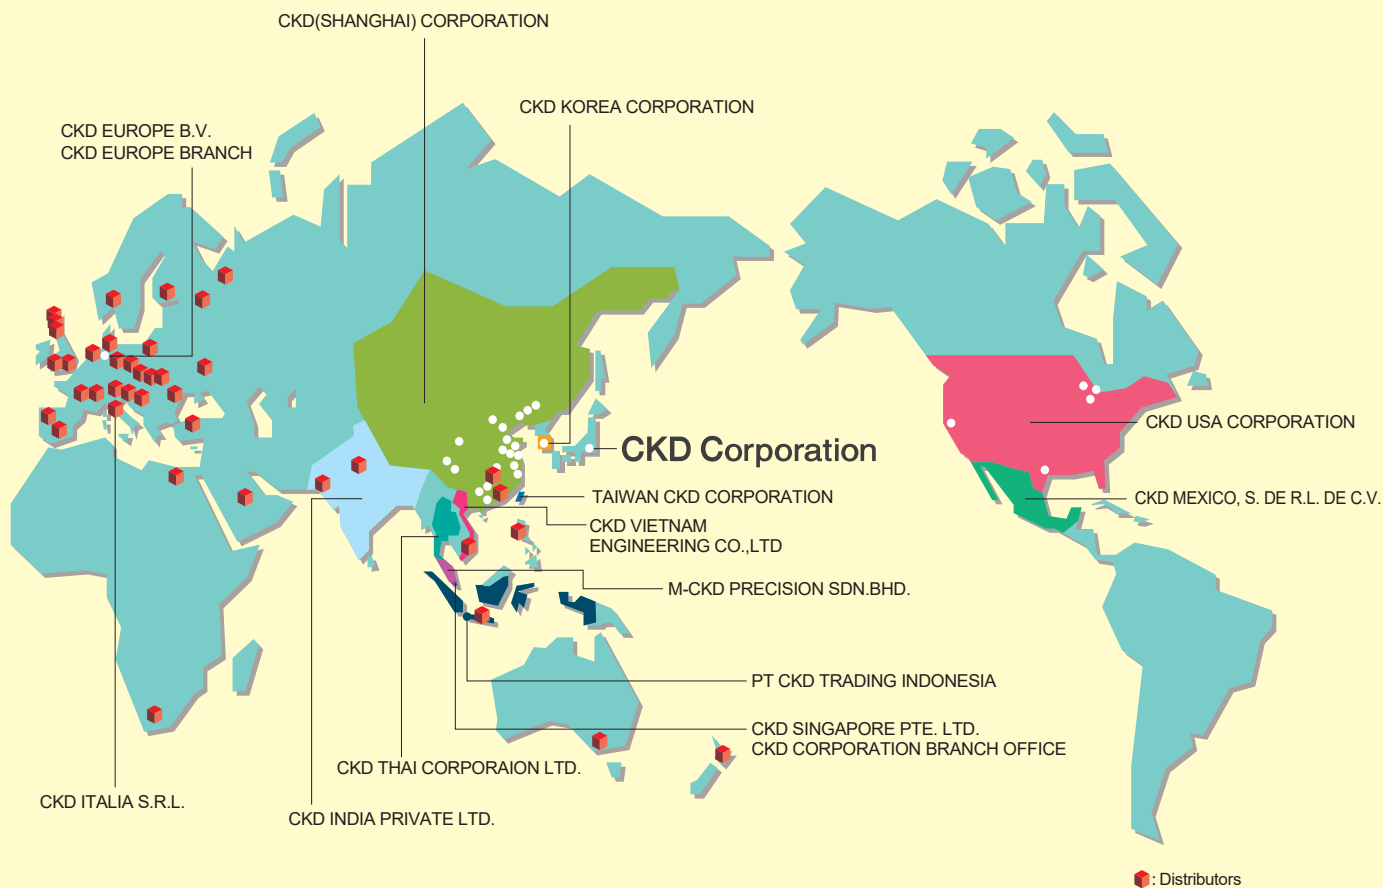 CKD(SHANGHAI) CORPORATION
CKD KOREA CORPORATION
CKD EUROPE B.V.
CKD EUROPE BRANCH
CKD USA CORPORATION
CKD Corporation
TAIWAN CKD CORPORATION
CKD MEXICO, S. DE R.L. DE C.V.
CKD VIETNAM
ENGINEERING CO.,LTD
M-CKD PRECISION SDN.BHD.
PT CKD TRADING INDONESIA
CKD SINGAPORE PTE. LTD.
CKD CORPORATION BRANCH OFFICE
CKD THAI CORPORAION LTD.
CKD ITALIA S.R.L.
CKD INDIA PRIVATE LTD.
: Distributors